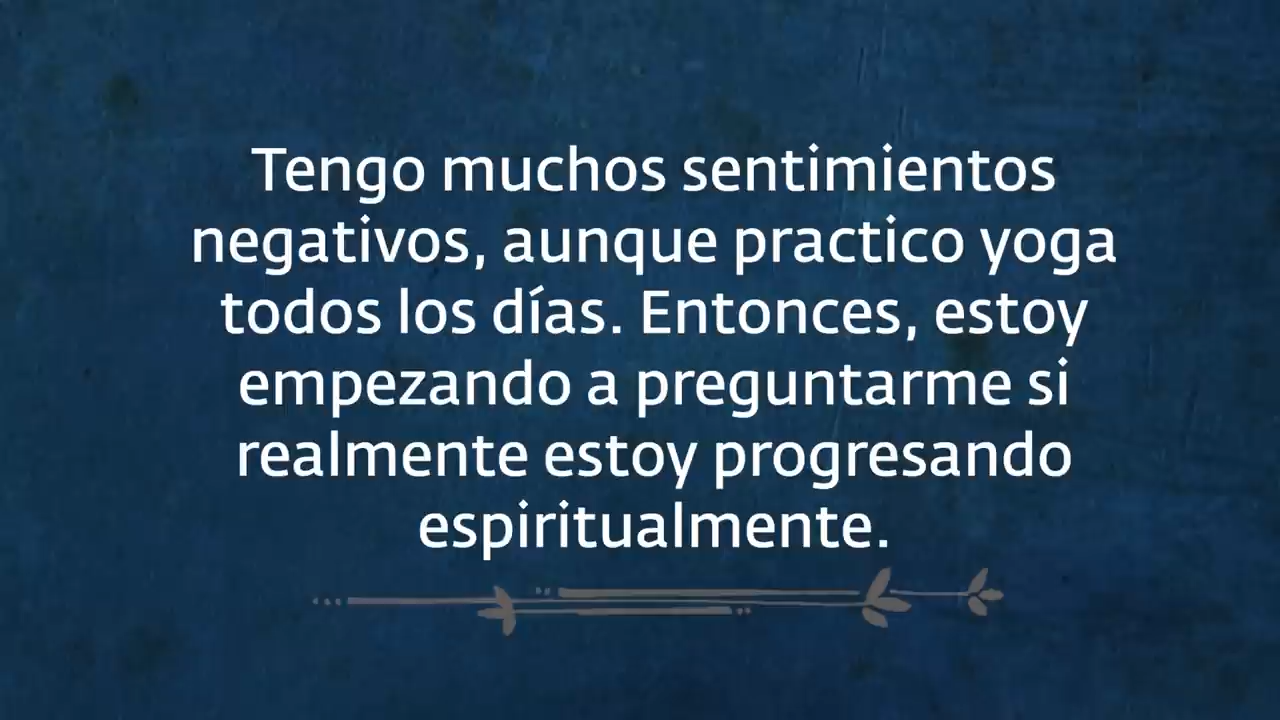 Tengo muchos sentimientos
negativos, aunque practico yoga
todos los días. Entonces, estoy
empezando a preguntarme si
realmente estoy progresando
espiritualmente.